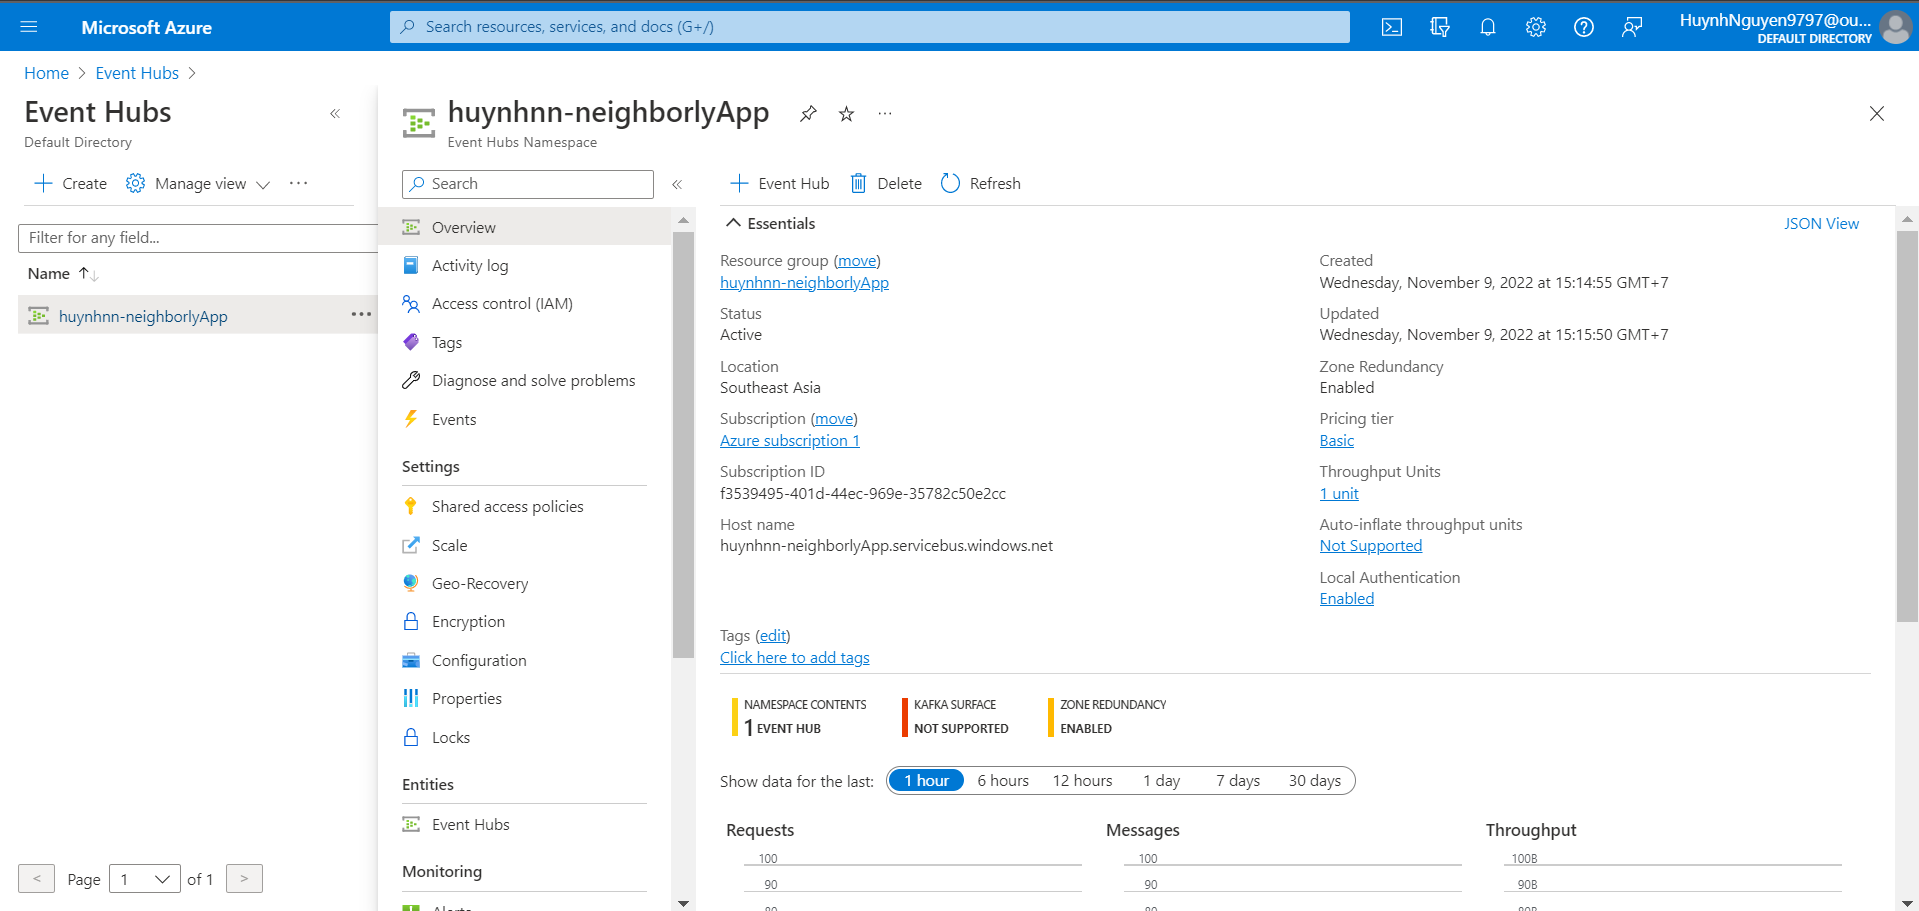 Microsoft Azure
Search resources, services, and docs (G+/)
HuynhNguyen9797@ou...
DEFAULT DIRECTORY
Home > Event Hubs >
Event Hubs
Default Directory
Create
Manage view
Filter for any field...
Name
huynhnn-neighborlyApp
Page 1 of 1
huynhnn-neighborlyApp
Event Hubs Namespace
Search
Overview
Activity log
Access control (IAM)
Tags
Diagnose and solve problems
Events
Settings
Shared access policies
Scale
Geo-Recovery
Encryption
Configuration
Properties
Locks
Entities
Event Hubs
Monitoring
Alerts
Event Hub
Delete
Refresh
Essentials
JSON View
Resource group (move)
huynhnn-neighborlyApp
Status
Active
Location
Southeast Asia
Subscription (move)
Azure subscription 1
Subscription ID
f3539495-401d-44ec-969e-35782c50e2cc
Host name
huynhnn-neighborlyApp.servicebus.windows.net
Created
Wednesday, November 9, 2022 at 15:14:55 GMT+7
Updated
Wednesday, November 9, 2022 at 15:15:50 GMT+7
Zone Redundancy
Enabled
Pricing tier
Basic
Throughput Units
1 unit
Auto-inflate throughput units
Not Supported
Local Authentication
Enabled
Tags (edit)
Click here to add tags
NAMESPACE CONTENTS
1 EVENT HUB
KAFKA SURFACE
NOT SUPPORTED
ZONE REDUNDANCY
ENABLED
Show data for the last:
1 hour
6 hours
12 hours
1 day
7 days
30 days
Requests
100
90
80
Messages
100
90
80
Throughput
100B
90B
80B